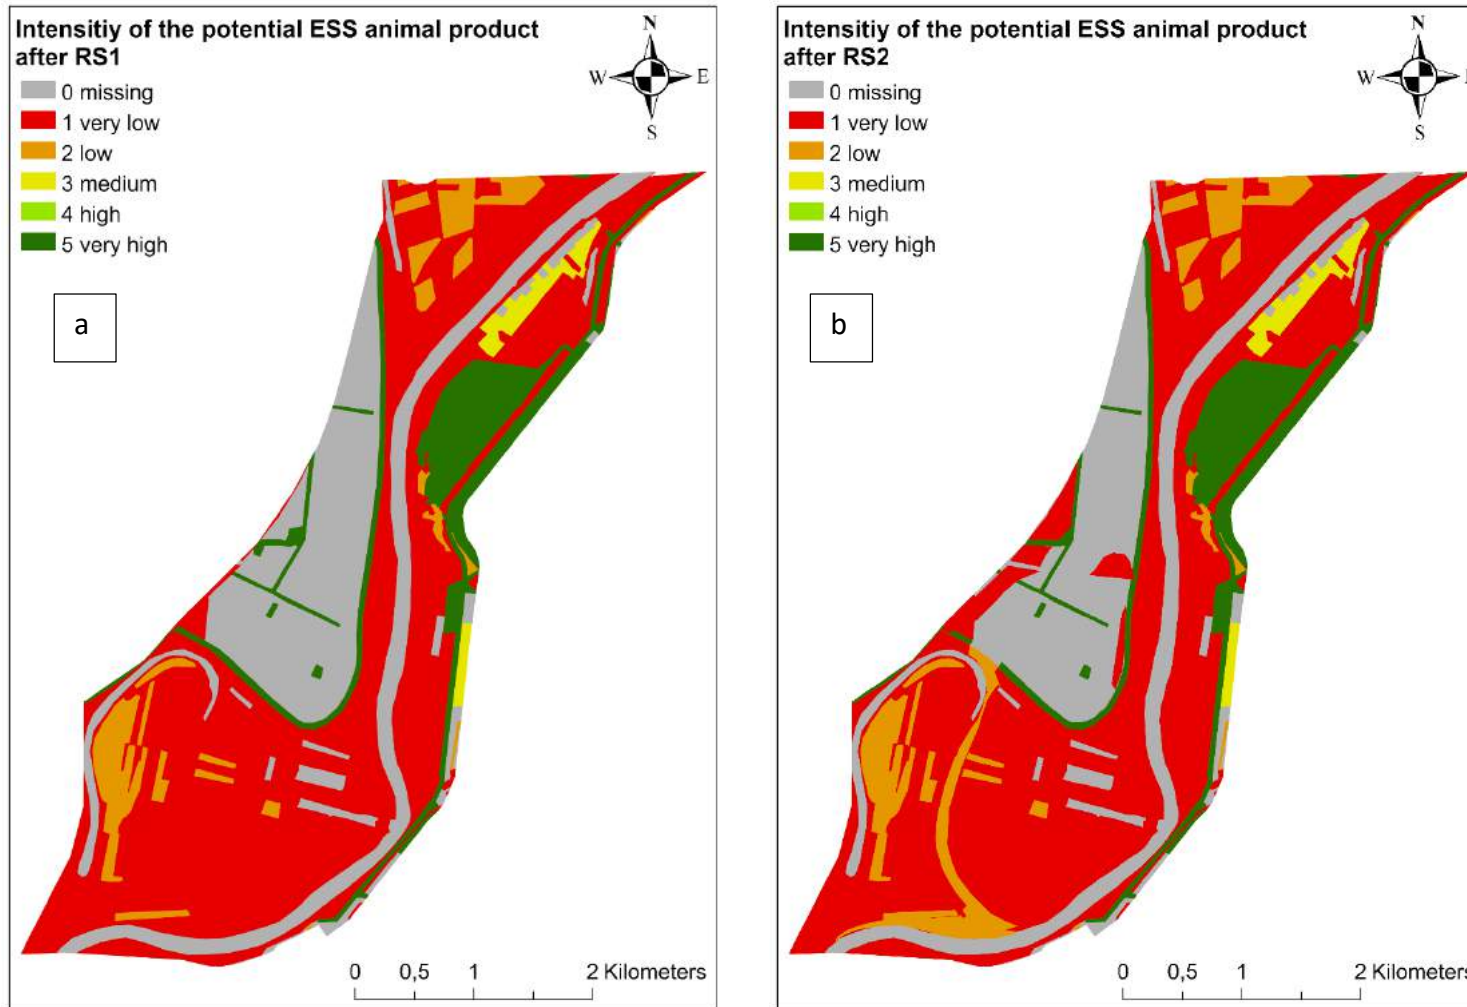 Intensitiy of the potential ESS animal product
after RS1
0 missing
1 very low
2 low
3 medium
4 high
5 very high
N
W
E
S
a
0 0,5 1 2 Kilometers
Intensitiy of the potential ESS animal product
after RS2
0 missing
1 very low
2 low
3 medium
4 high
5 very high
N
W
S
b
0 0,5 1 2 Kilometers